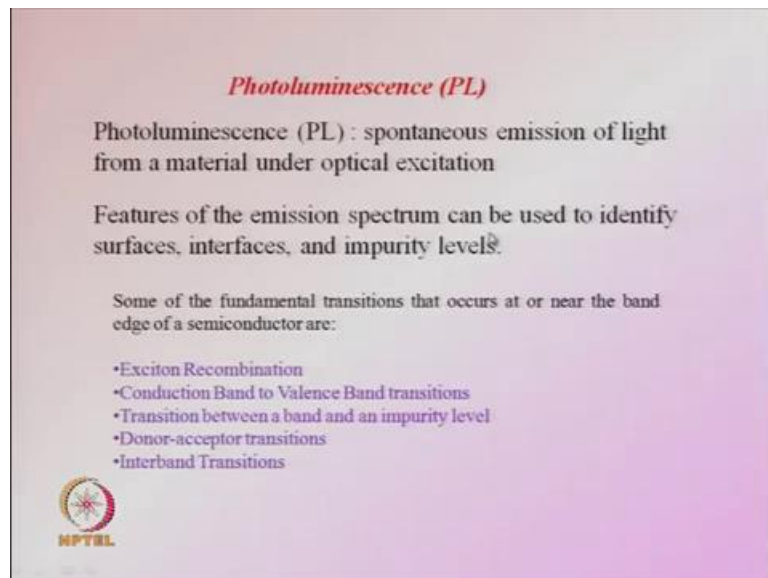 Photoluminescence (PL)
Photoluminescence (PL) : spontaneous emission of light
from a material under optical excitation
Features of the emission spectrum can be used to identify
surfaces, interfaces, and impurity levels.
Some of the fundamental transitions that occurs at or near the band
edge of a semiconductor are:
•Exciton Recombination
•Conduction Band to Valence Band transitions
•Transition between a band and an impurity level
•Donor-acceptor transitions
•Interband Transitions
NPTEL